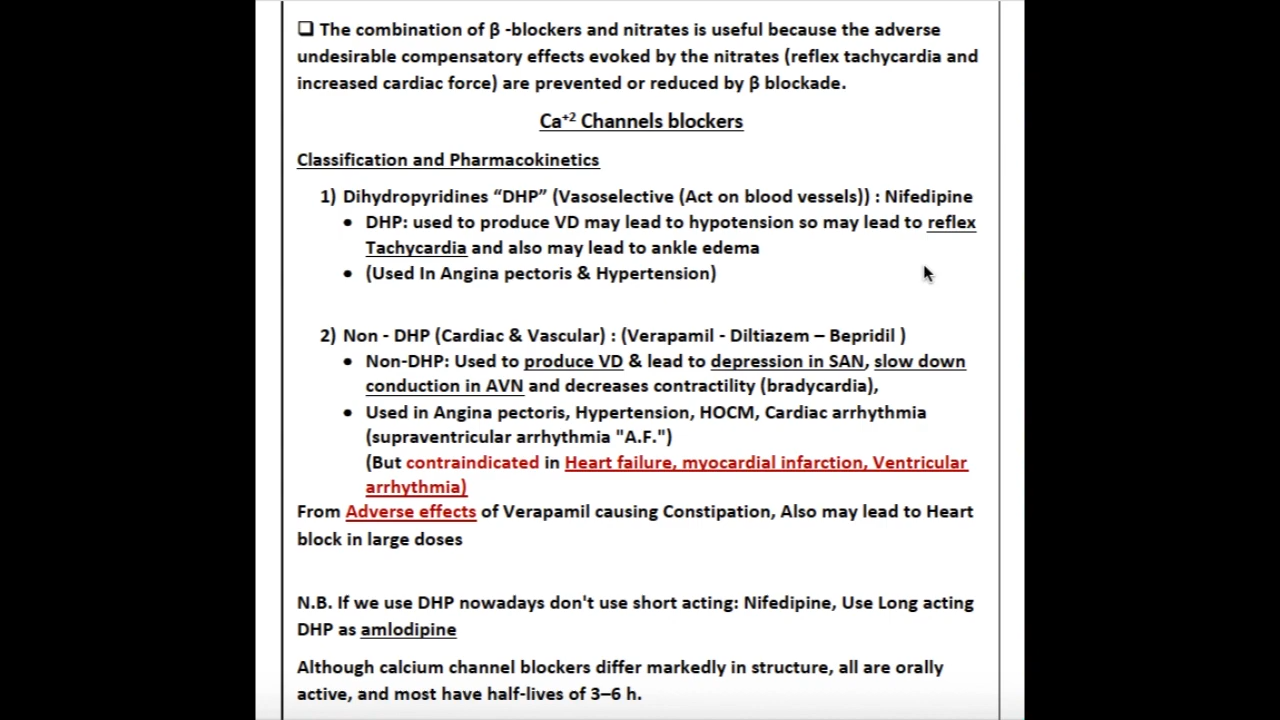 ❑ The combination of β -blockers and nitrates is useful because the adverse
undesirable compensatory effects evoked by the nitrates (reflex tachycardia and
increased cardiac force) are prevented or reduced by β blockade.
Ca⁺² Channels blockers
Classification and Pharmacokinetics
1) Dihydropyridines “DHP” (Vasoselective (Act on blood vessels)) : Nifedipine
• DHP: used to produce VD may lead to hypotension so may lead to reflex
Tachycardia and also may lead to ankle edema
• (Used In Angina pectoris & Hypertension)
2) Non - DHP (Cardiac & Vascular) : (Verapamil - Diltiazem – Bepridil )
• Non-DHP: Used to produce VD & lead to depression in SAN, slow down
conduction in AVN and decreases contractility (bradycardia),
• Used in Angina pectoris, Hypertension, HOCM, Cardiac arrhythmia
(supraventricular arrhythmia "A.F.")
(But contraindicated in Heart failure, myocardial infarction, Ventricular
arrhythmia)
From Adverse effects of Verapamil causing Constipation, Also may lead to Heart
block in large doses
N.B. If we use DHP nowadays don't use short acting: Nifedipine, Use Long acting
DHP as amlodipine
Although calcium channel blockers differ markedly in structure, all are orally
active, and most have half-lives of 3–6 h.